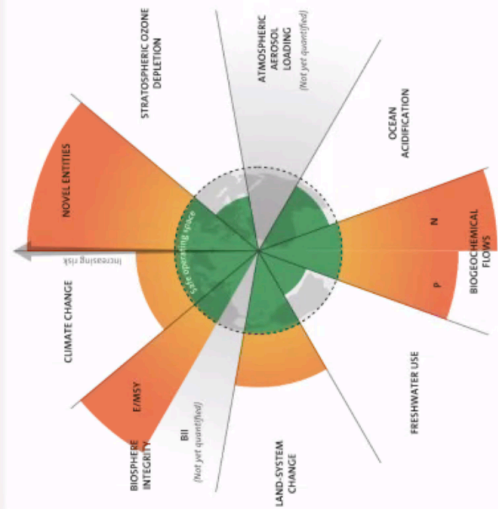 STRATOSPHERIC OZONE
DEPLETION
ATMOSPHERIC
AEROSOL
LOADING
(Not yet quantified)
OCEAN
ACIDIFICATION
NOVEL ENTITIES
Increasing risk
Safe operating space
N
P
BIOGEOCHEMICAL
FLOWS
CLIMATE CHANGE
E/MSY
BIOSPHERE
INTEGRITY
BII
(Not yet quantified)
LAND-SYSTEM
CHANGE
FRESHWATER USE